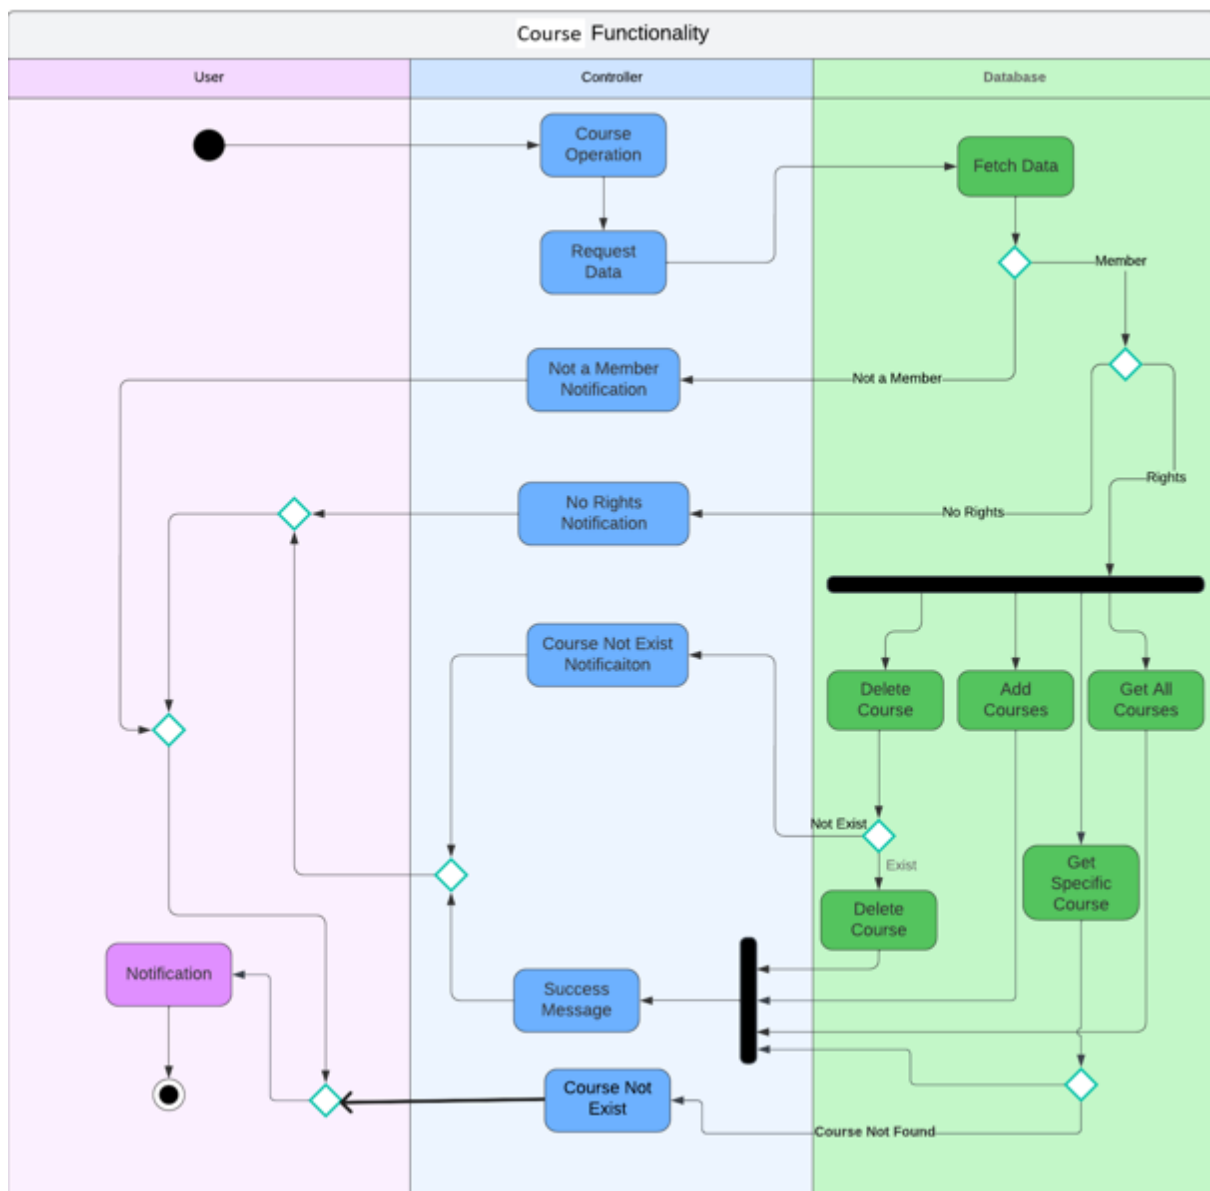 Course Functionality
User
Controller
Database
Course
Operation
Fetch Data
Request
Data
Member
Not a Member
Notification
Not a Member
Rights
No Rights
Notification
No Rights
Course Not Exist
Notificaiton
Delete
Course
Add
Courses
Get All
Courses
Not Exist
Exist
Get
Specific
Course
Delete
Course
Notification
Success
Message
Course Not
Exist
Course Not Found